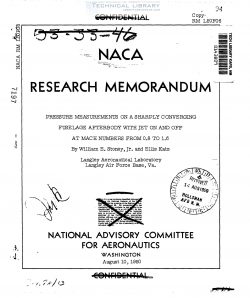 TECHNICAL LIBRARY
CONFIDENTIAL
Copy
RM L50F06
NACA
RESEARCH MEMORANDUM
PRESSURE MEASUREMENTS ON A SHARPLY CONVERGING
FUSELAGE AFTERBODY WITH JET ON AND OFF
AT MACH NUMBERS FROM 0.8 TO 1.6
By William E. Stoney, Jr. and Ellis Katz
Langley Aeronautical Laboratory
Langley Air Force Base, Va.
NATIONAL ADVISORY COMMITTEE
FOR AERONAUTICS
WASHINGTON
August 10, 1950
CONFIDENTIAL